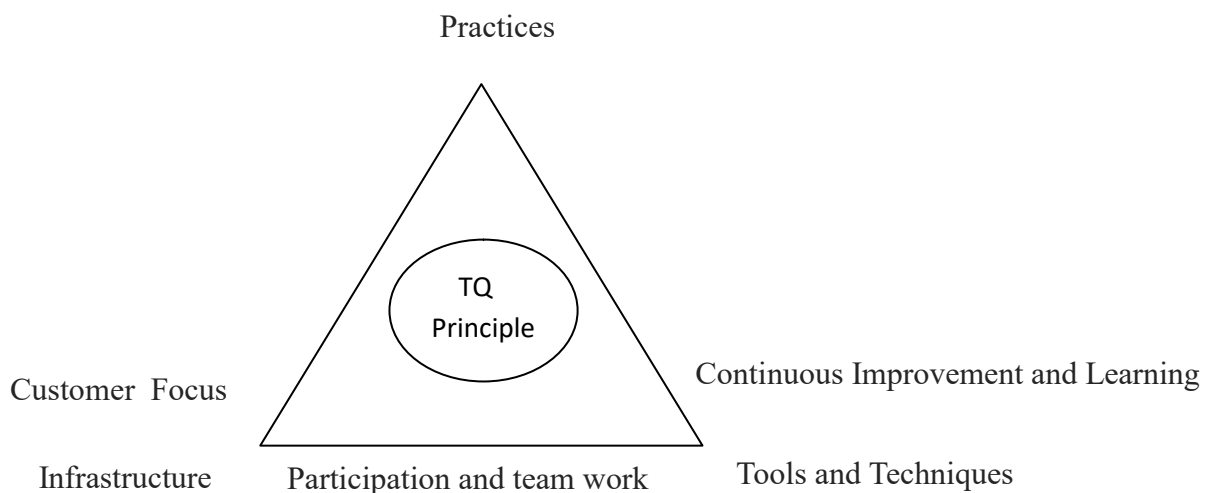 Practices
TQ
Principle
Customer  Focus
Continuous Improvement and Learning
Infrastructure
Participation and team work
Tools and Techniques